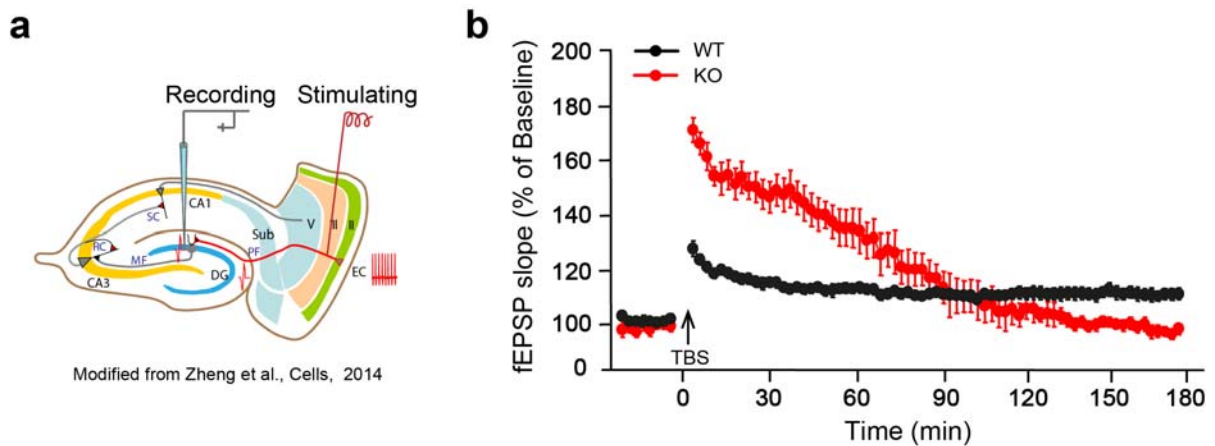 a
Recording Stimulating
CA1
SC
Sub
V
III
II
RC
MF
PF
DG
EC
CA3
Modified from Zheng et al., Cells, 2014
b
WT
KO
fEPSP slope (% of Baseline)
200
180
160
140
120
100
0
TBS
0 30 60 90 120 150 180
Time (min)